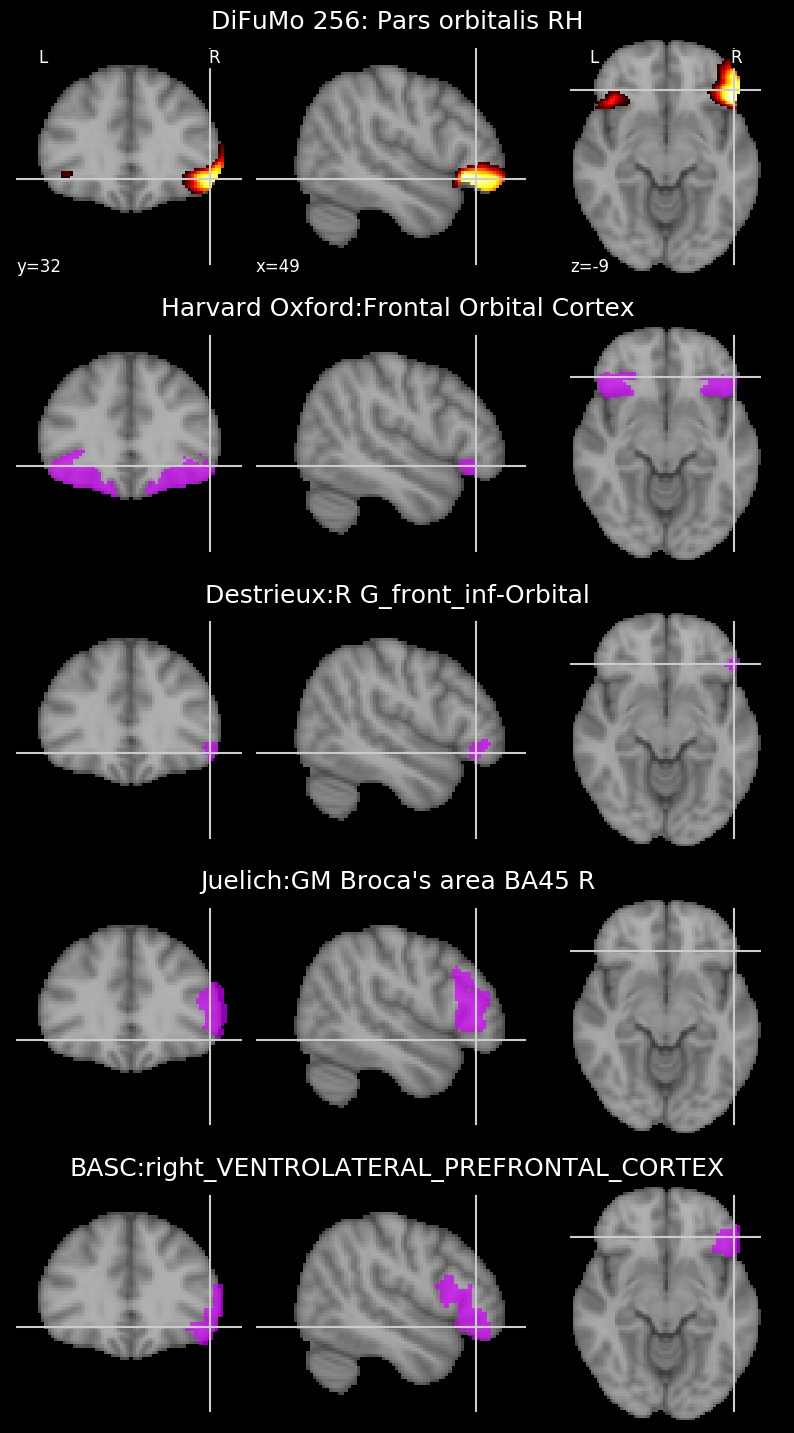 DiFuMo 256: Pars orbitalis RH
L R L R
y=32 x=49 z=-9
Harvard Oxford:Frontal Orbital Cortex
Destrieux:R G_front_inf-Orbital
Juelich:GM Broca's area BA45 R
BASC:right_VENTROLATERAL_PREFRONTAL_CORTEX